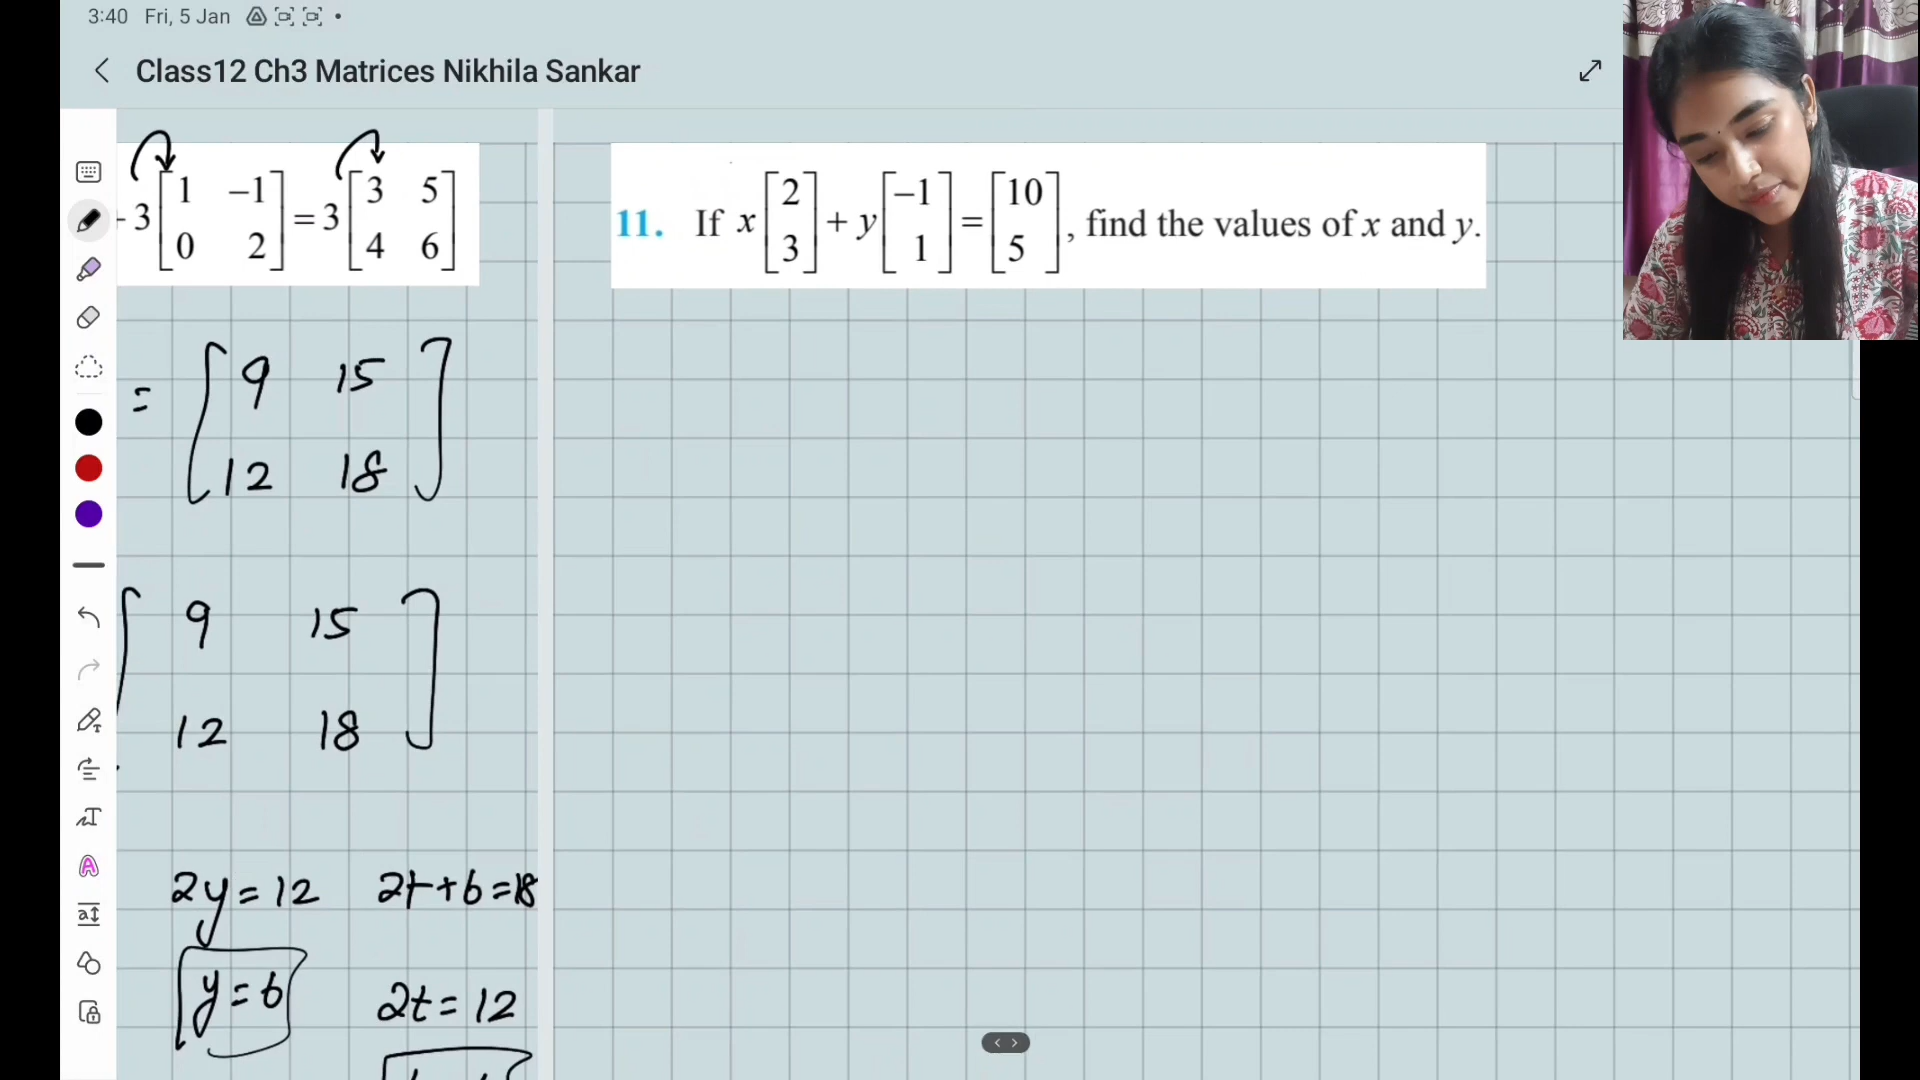 3:40 Fri, 5 Jan
Class12 Ch3 Matrices Nikhila Sankar
3 [1 −1 0 2] = 3 [3 5 4 6]
11. If x [2 3] + y [−1 1] = [10 5], find the values of x and y.
= [9 15
12 18]
[9 15
12 18]
2y = 12 2t + 6 = 18
y = 6 2t = 12